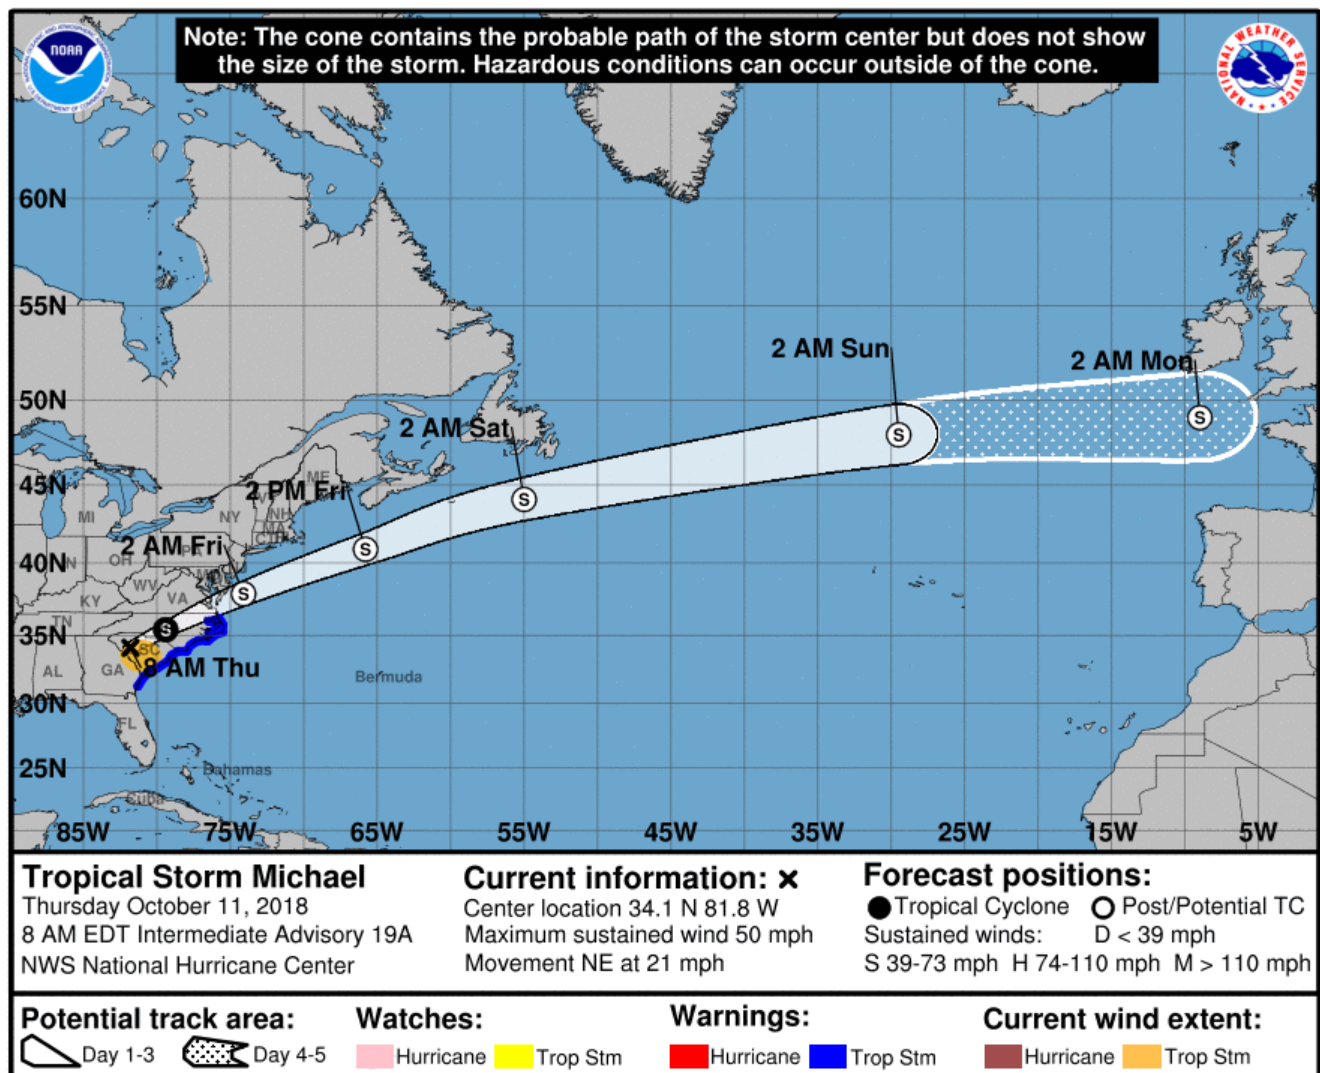 Note: The cone contains the probable path of the storm center but does not show
the size of the storm. Hazardous conditions can occur outside of the cone.
NOAA
NATIONAL WEATHER SERVICE
60N
55N
50N
45N
40N
35N
30N
25N
2 AM Sun
2 AM Mon
2 AM Sat
2 PM Fri
2 AM Fri
8 AM Thu
S
S
S
S
S
S
ME
NH
MA
NY
MI
OH
WV
VA
KY
TN
SC
AL
GA
FL
Bermuda
Bahamas
Cuba
85W 75W 65W 55W 45W 35W 25W 15W 5W
Tropical Storm Michael
Thursday October 11, 2018
8 AM EDT Intermediate Advisory 19A
NWS National Hurricane Center
Current information: x
Center location 34.1 N 81.8 W
Maximum sustained wind 50 mph
Movement NE at 21 mph
Forecast positions:
Tropical Cyclone Post/Potential TC
Sustained winds: D < 39 mph
S 39-73 mph H 74-110 mph M > 110 mph
Potential track area:
Day 1-3 Day 4-5
Watches:
Hurricane Trop Stm
Warnings:
Hurricane Trop Stm
Current wind extent:
Hurricane Trop Stm